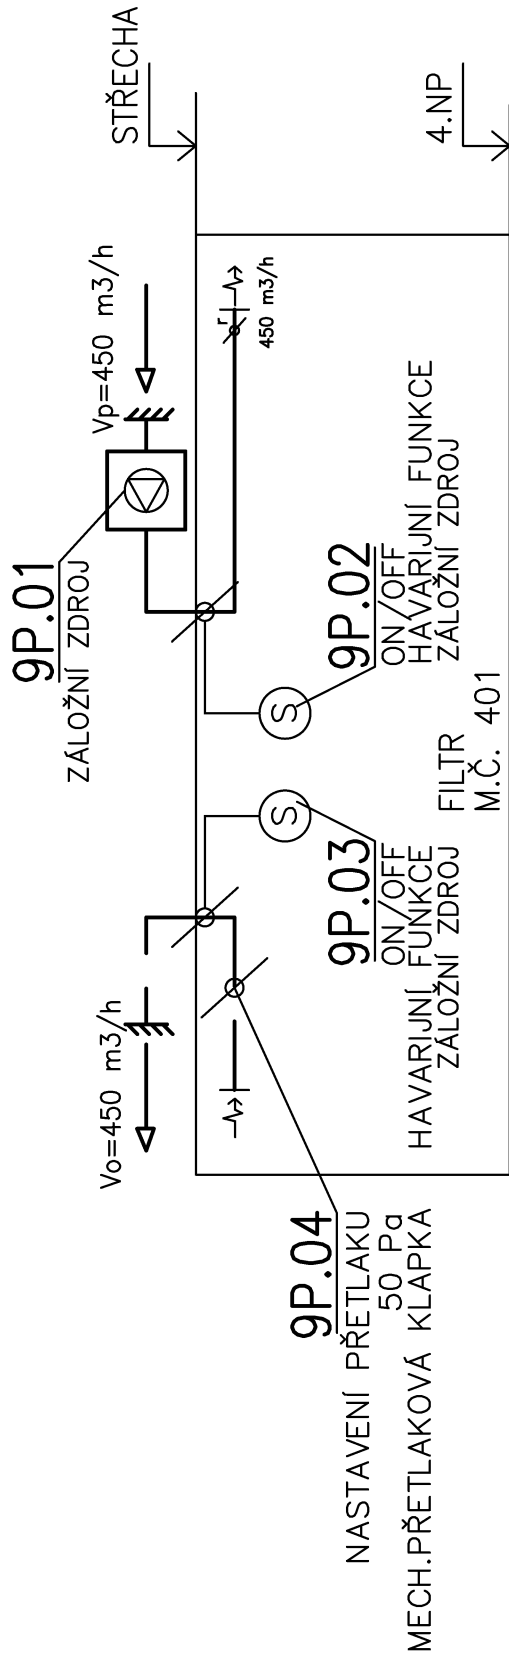 STŘECHA
4.NP
Vp=450 m3/h
r
450 m3/h
9P.01
ZÁLOŽNÍ ZDROJ
S
9P.02
ON/OFF
HAVARIJNÍ FUNKCE
ZÁLOŽNÍ ZDROJ
FILTR
M.Č. 401
S
9P.03
ON/OFF
HAVARIJNÍ FUNKCE
ZÁLOŽNÍ ZDROJ
Vo=450 m3/h
9P.04
NASTAVENÍ PŘETLAKU
50 Pa
MECH.PŘETLAKOVÁ KLAPKA